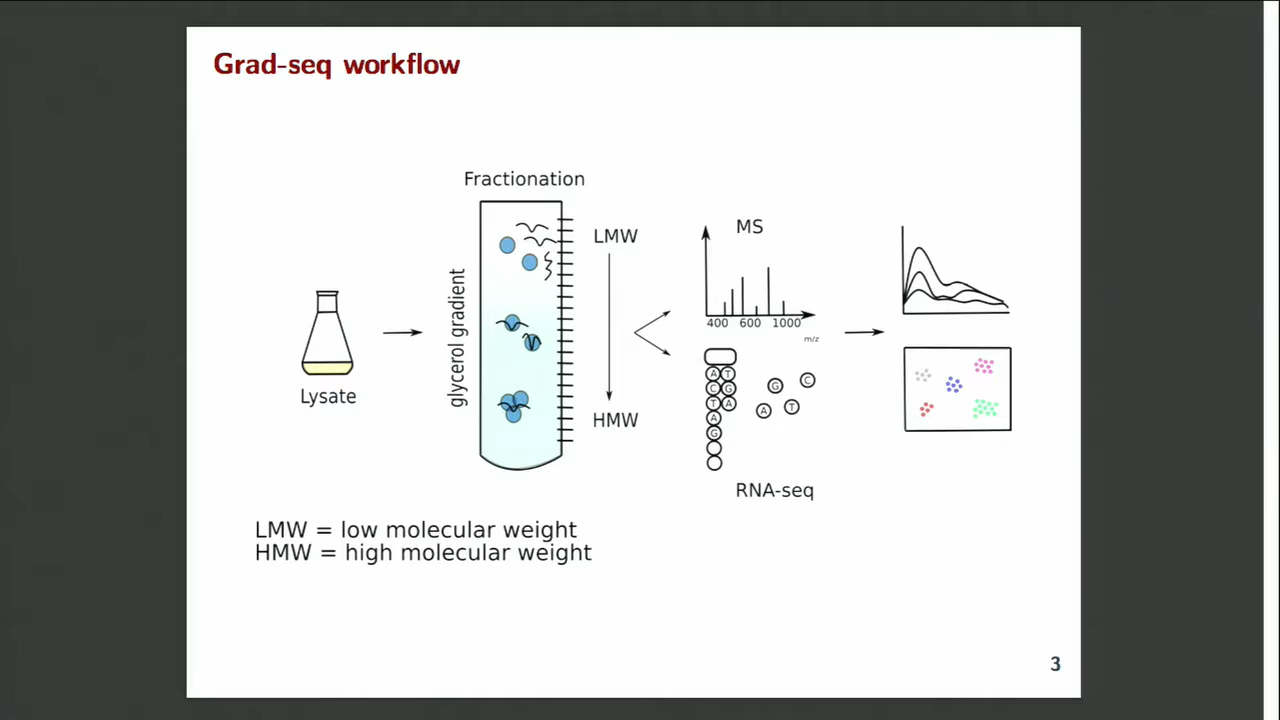 Grad-seq workflow
Fractionation
glycerol gradient
Lysate
LMW
HMW
MS
400 600 1000
m/z
A T
C G
T A
A
G
G C
A T
RNA-seq
LMW = low molecular weight
HMW = high molecular weight
3